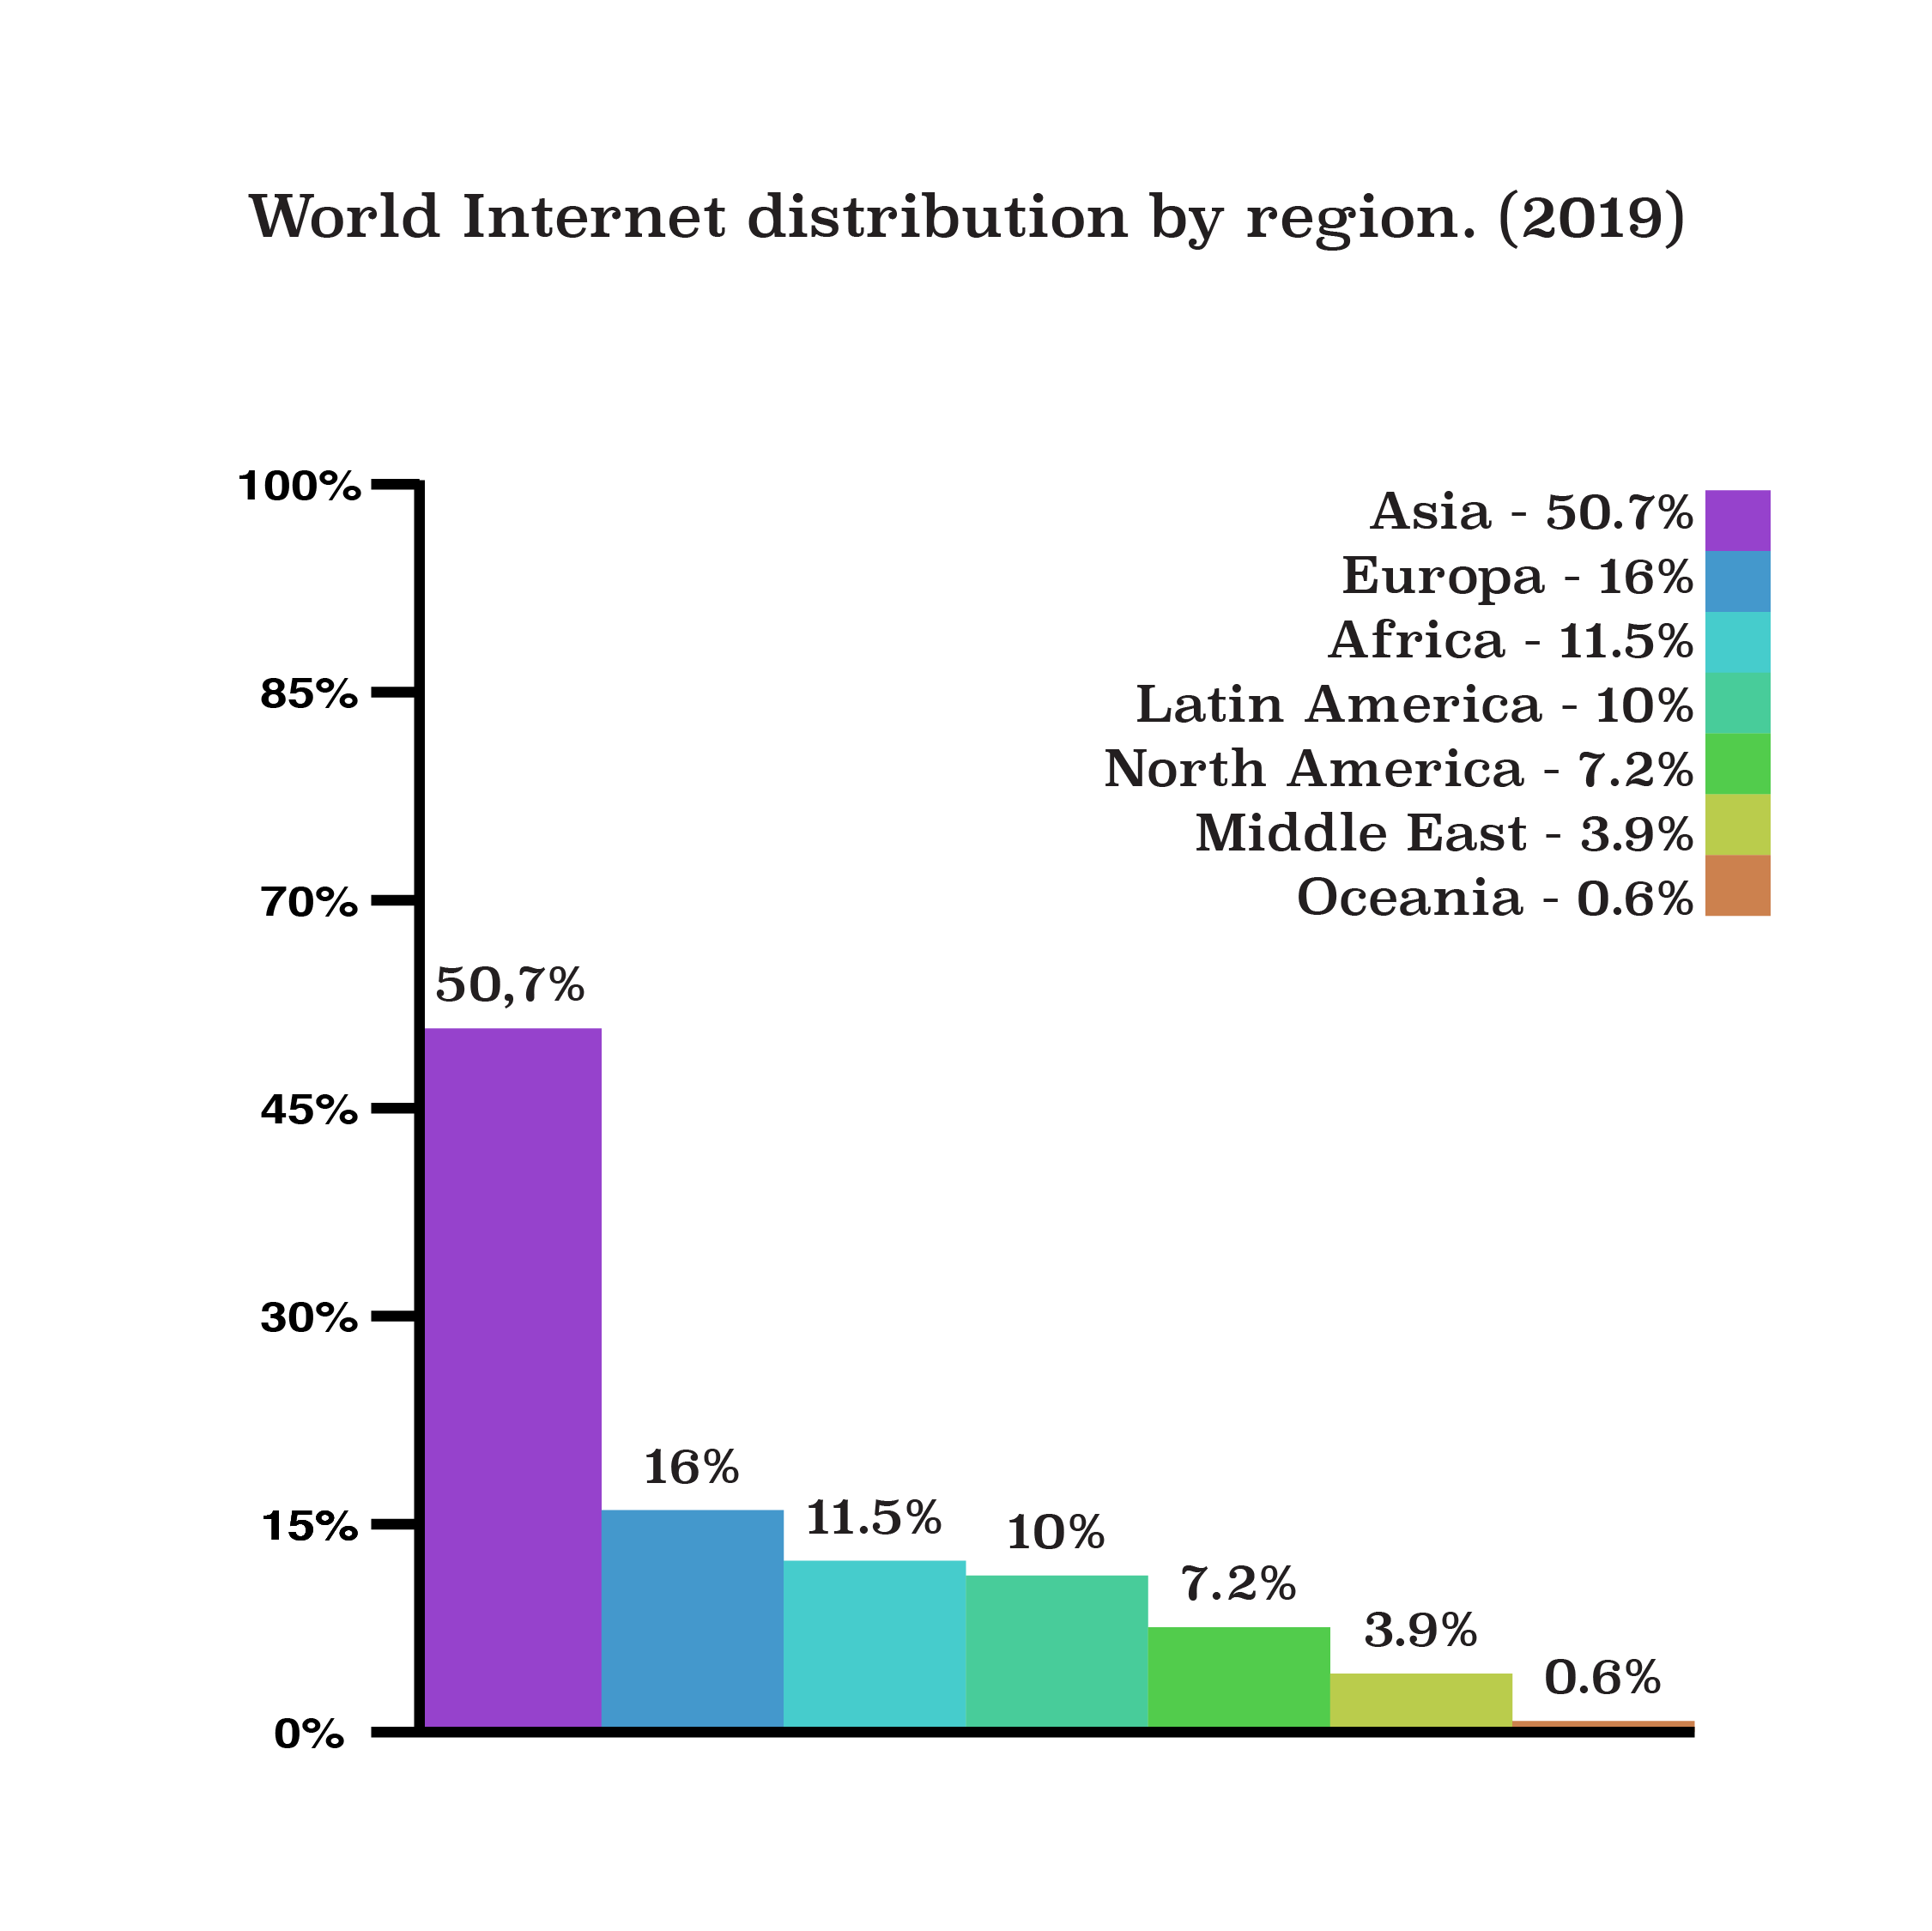 World Internet distribution by region. (2019)
100%
85%
70%
45%
30%
15%
0%
Asia - 50.7%
Europa - 16%
Africa - 11.5%
Latin America - 10%
North America - 7.2%
Middle East - 3.9%
Oceania - 0.6%
50,7%
16%
11.5%
10%
7.2%
3.9%
0.6%